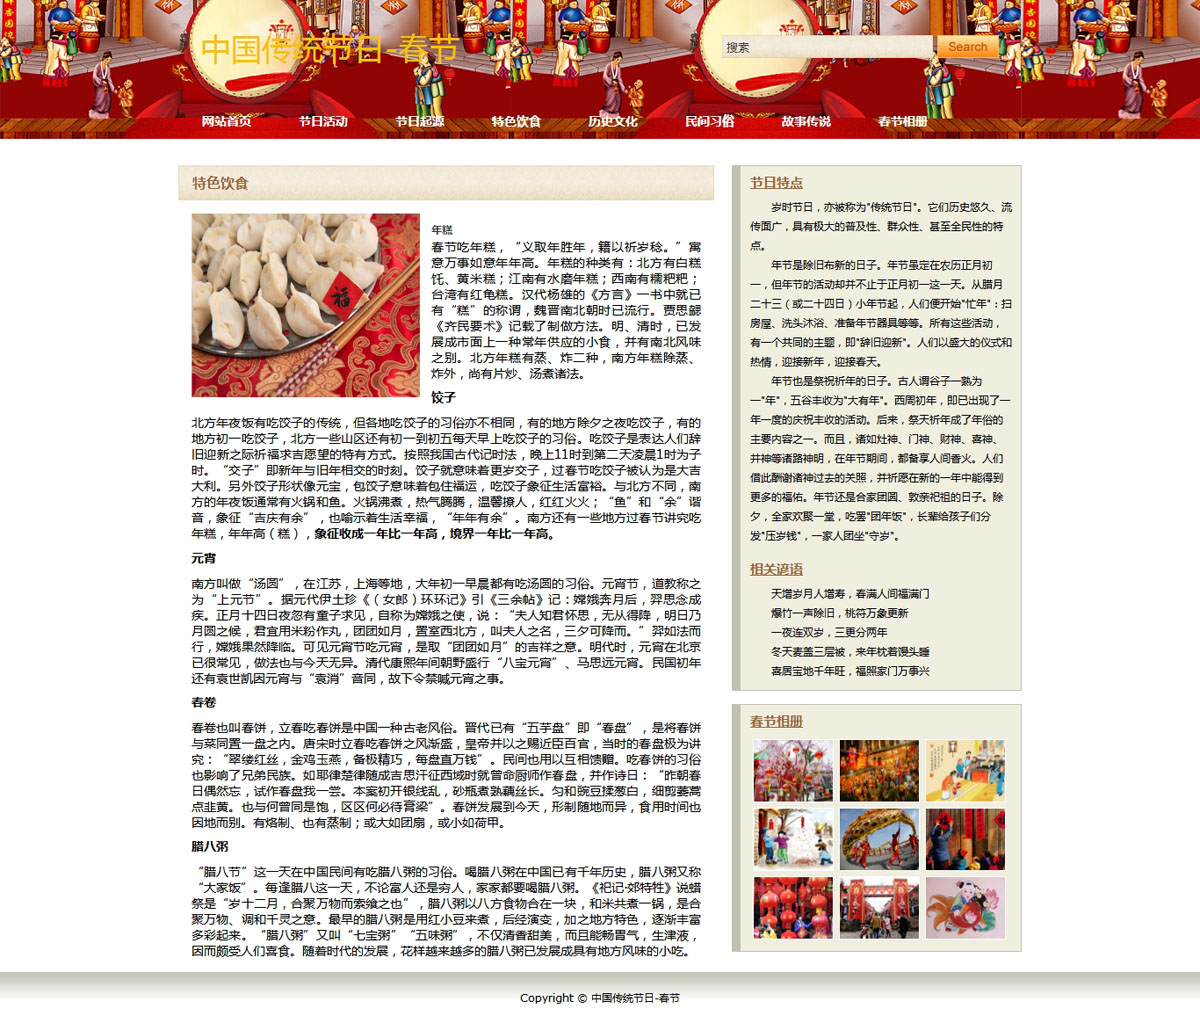 中国传统节日-春节
搜索
Search
网站首页 节日活动 节日起源 特色饮食 历史文化 民间习俗 故事传说 春节相册
特色饮食
年糕
春节吃年糕，“义取年胜年，籍以祈岁稔。”寓
意万事如意年年高。年糕的种类有：北方有白糕
饦、黄米糕；江南有水磨年糕；西南有糯粑粑；
台湾有红龟糕。汉代杨雄的《方言》一书中就已
有“糕”的称谓，魏晋南北朝时已流行。贾思勰
《齐民要术》记载了制做方法。明、清时，已发
展成市面上一种常年供应的小食，并有南北风味
之别。北方年糕有蒸、炸二种，南方年糕除蒸、
炸外，尚有片炒、汤煮诸法。
饺子
北方年夜饭有吃饺子的传统，但各地吃饺子的习俗亦不相同，有的地方除夕之夜吃饺子，有的
地方初一吃饺子，北方一些山区还有初一到初五每天早上吃饺子的习俗。吃饺子是表达人们辞
旧迎新之际祈福求吉愿望的特有方式。按照我国古代记时法，晚上11时到第二天凌晨1时为子
时。“交子”即新年与旧年相交的时刻。饺子就意味着更岁交子，过春节吃饺子被认为是大吉
大利。另外饺子形状像元宝，包饺子意味着包住福运，吃饺子象征生活富裕。与北方不同，南
方的年夜饭通常有火锅和鱼。火锅沸煮，热气腾腾，温馨撩人，红红火火；“鱼”和“余”谐
音，象征“吉庆有余”，也喻示着生活幸福，“年年有余”。南方还有一些地方过春节讲究吃
年糕，年年高（糕），象征收成一年比一年高，境界一年比一年高。
元宵
南方叫做“汤圆”，在江苏，上海等地，大年初一早晨都有吃汤圆的习俗。元宵节，道教称之
为“上元节”。据元代伊士珍《（女郎）环环记》引《三余帖》记：嫦娥奔月后，羿思念成
疾。正月十四日夜忽有童子求见，自称为嫦娥之使，说：“夫人知君怀思，无从得降，明日乃
月圆之候，君宜用米粉作丸，团团如月，置室西北方，叫夫人之名，三夕可降而。”羿如法而
行，嫦娥果然降临。可见元宵节吃元宵，是取“团团如月”的吉祥之意。明代时，元宵在北京
已很常见，做法也与今天无异。清代康熙年间朝野盛行“八宝元宵”、马思远元宵。民国初年
还有袁世凯因元宵与“袁消”音同，故下令禁喊元宵之事。
春卷
春卷也叫春饼，立春吃春饼是中国一种古老风俗。晋代已有“五芋盘”即“春盘”，是将春饼
与菜同置一盘之内。唐宋时立春吃春饼之风渐盛，皇帝并以之赐近臣百官，当时的春盘极为讲
究：“翠缕红丝，金鸡玉燕，备极精巧，每盘直万钱”。民间也用以互相馈赠。吃春饼的习俗
也影响了兄弟民族。如耶律楚律随成吉思汗征西域时就曾命厨师作春盘，并作诗日：“昨朝春
日偶然忘，试作春盘我一尝。本案初开银线乱，砂瓶煮熟藕丝长。匀和豌豆揉葱白，细剪蒌蒿
点韭黄。也与何曾同是饱，区区何必待膏梁”。春饼发展到今天，形制随地而异，食用时间也
因地而别。有烙制、也有蒸制；或大如团扇，或小如荷甲。
腊八粥
“腊八节”这一天在中国民间有吃腊八粥的习俗。喝腊八粥在中国已有千年历史，腊八粥又称
“大家饭”。每逢腊八这一天，不论富人还是穷人，家家都要喝腊八粥。《祀记·郊特牲》说蜡
祭是“岁十二月，合聚万物而索飨之也”，腊八粥以八方食物合在一块，和米共煮一锅，是合
聚万物、调和千灵之意。最早的腊八粥是用红小豆来煮，后经演变，加之地方特色，逐渐丰富
多彩起来。“腊八粥”又叫“七宝粥”“五味粥”，不仅清香甜美，而且能畅胃气，生津液，
因而颇受人们喜食。随着时代的发展，花样越来越多的腊八粥已发展成具有地方风味的小吃。
节日特点
岁时节日，亦被称为"传统节日"。它们历史悠久、流
传面广，具有极大的普及性、群众性、甚至全民性的特
点。
年节是除旧布新的日子。年节虽定在农历正月初
一，但年节的活动却并不止于正月初一这一天。从腊月
二十三（或二十四日）小年节起，人们便开始"忙年"：扫
房屋、洗头沐浴、准备年节器具等等。所有这些活动，
有一个共同的主题，即"辞旧迎新"。人们以盛大的仪式和
热情，迎接新年，迎接春天。
年节也是祭祝祈年的日子。古人谓谷子一熟为
一"年"，五谷丰收为"大有年"。西周初年，即已出现了一
年一度的庆祝丰收的活动。后来，祭天祈年成了年俗的
主要内容之一。而且，诸如灶神、门神、财神、喜神、
井神等诸路神明，在年节期间，都备享人间香火。人们
借此酬谢诸神过去的关照，并祈愿在新的一年中能得到
更多的福佑。年节还是合家团圆、敦亲祀祖的日子。除
夕，全家欢聚一堂，吃罢"团年饭"，长辈给孩子们分
发"压岁钱"，一家人团坐"守岁"。
相关谚语
天增岁月人增寿，春满人间福满门
爆竹一声除旧，桃符万象更新
一夜连双岁，三更分两年
冬天麦盖三层被，来年枕着馒头睡
喜居宝地千年旺，福照家门万事兴
春节相册
Copyright © 中国传统节日-春节